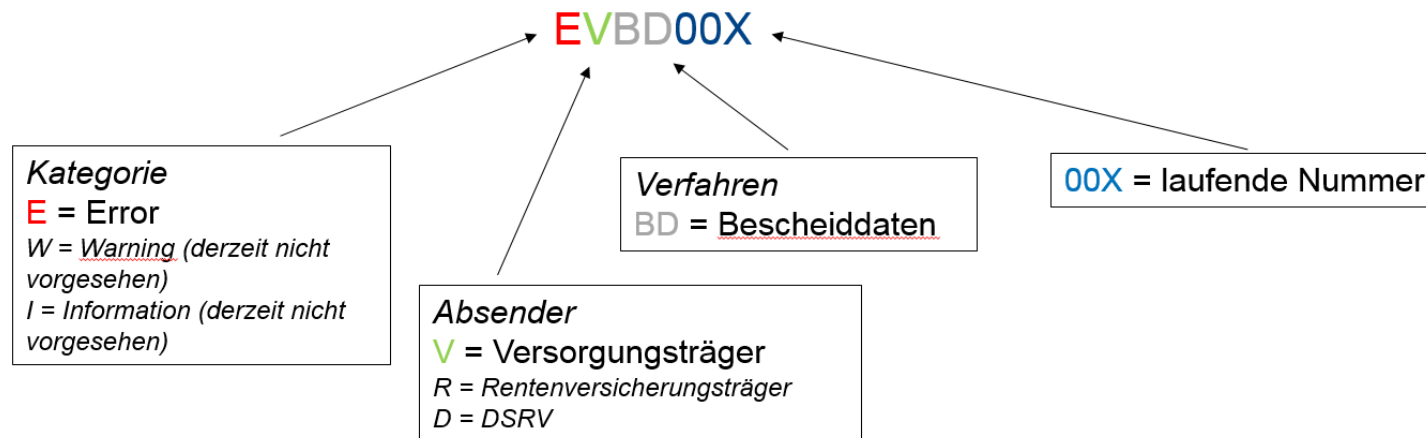 EVBD00X
Kategorie
E = Error
W = Warning (derzeit nicht
vorgesehen)
I = Information (derzeit nicht
vorgesehen)
Absender
V = Versorgungsträger
R = Rentenversicherungsträger
D = DSRV
Verfahren
BD = Bescheiddaten
00X = laufende Nummer